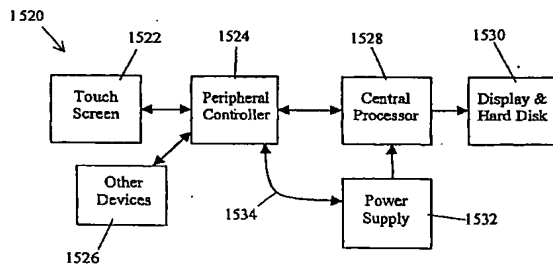 1520
1522
1524
1528
1530
Touch
Screen
Peripheral
Controller
Central
Processor
Display &
Hard Disk
Other
Devices
1526
1534
Power
Supply
1532